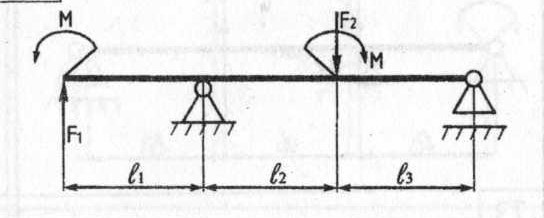 M F₂
M
F₁
ℓ₁ ℓ₂ ℓ₃